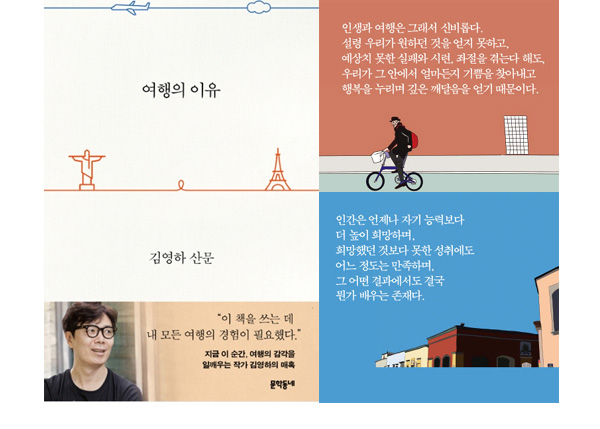 여행의 이유
김영하 산문
“이 책을 쓰는 데
내 모든 여행의 경험이 필요했다.”
지금 이 순간, 여행의 감각을
일깨우는 작가 김영하의 매혹
문학동네
인생과 여행은 그래서 신비롭다.
설령 우리가 원하던 것을 얻지 못하고,
예상치 못한 실패와 시련, 좌절을 겪는다 해도,
우리가 그 안에서 얼마든지 기쁨을 찾아내고
행복을 누리며 깊은 깨달음을 얻기 때문이다.
인간은 언제나 자기 능력보다
더 높이 희망하며,
희망했던 것보다 못한 성취에도
어느 정도는 만족하며,
그 어떤 결과에서도 결국
뭔가 배우는 존재다.